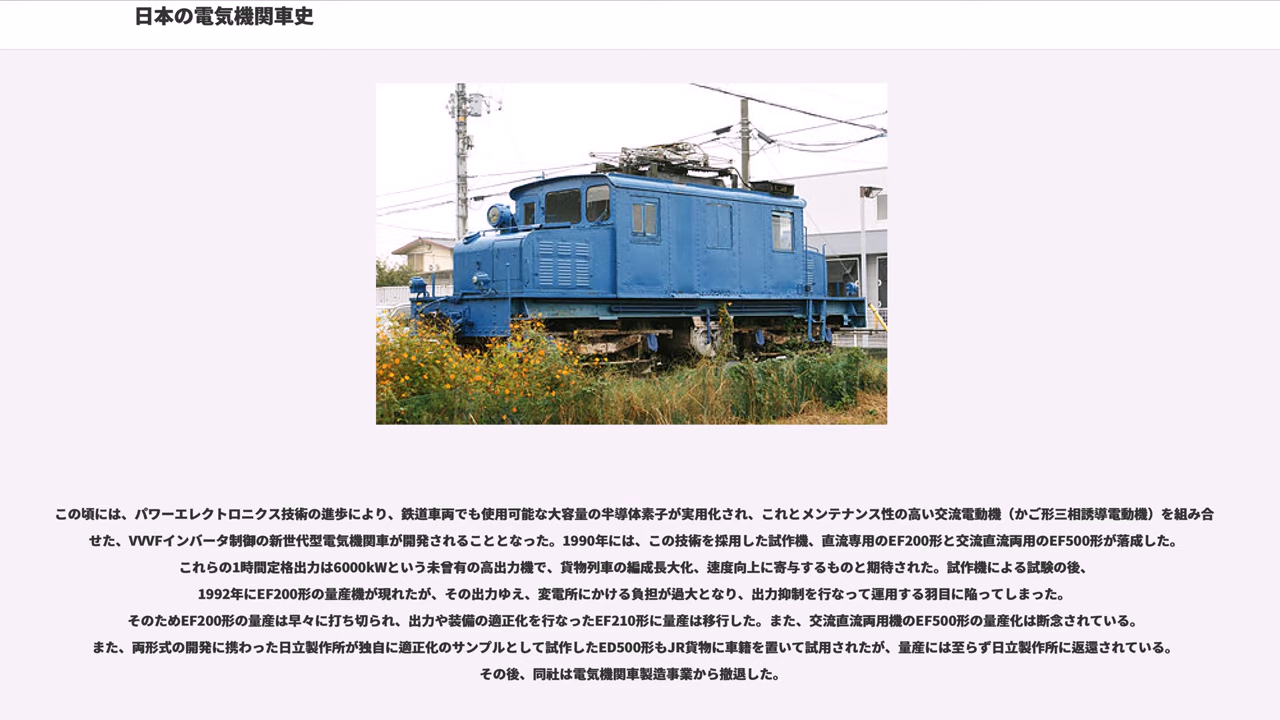 日本の電気機関車史
この頃には、パワーエレクトロニクス技術の進歩により、鉄道車両でも使用可能な大容量の半導体素子が実用化され、これとメンテナンス性の高い交流電動機（かご形三相誘導電動機）を組み合
せた、VVVFインバータ制御の新世代型電気機関車が開発されることとなった。1990年には、この技術を採用した試作機、直流専用のEF200形と交流直流両用のEF500形が落成した。
これらの1時間定格出力は6000kWという未曾有の高出力機で、貨物列車の編成長大化、速度向上に寄与するものと期待された。試作機による試験の後、
1992年にEF200形の量産機が現れたが、その出力ゆえ、変電所にかける負担が過大となり、出力抑制を行なって運用する羽目に陥ってしまった。
そのためEF200形の量産は早々に打ち切られ、出力や装備の適正化を行なったEF210形に量産は移行した。また、交流直流両用機のEF500形の量産化は断念されている。
また、両形式の開発に携わった日立製作所が独自に適正化のサンプルとして試作したED500形もJR貨物に車籍を置いて試用されたが、量産には至らず日立製作所に返還されている。
その後、同社は電気機関車製造事業から撤退した。